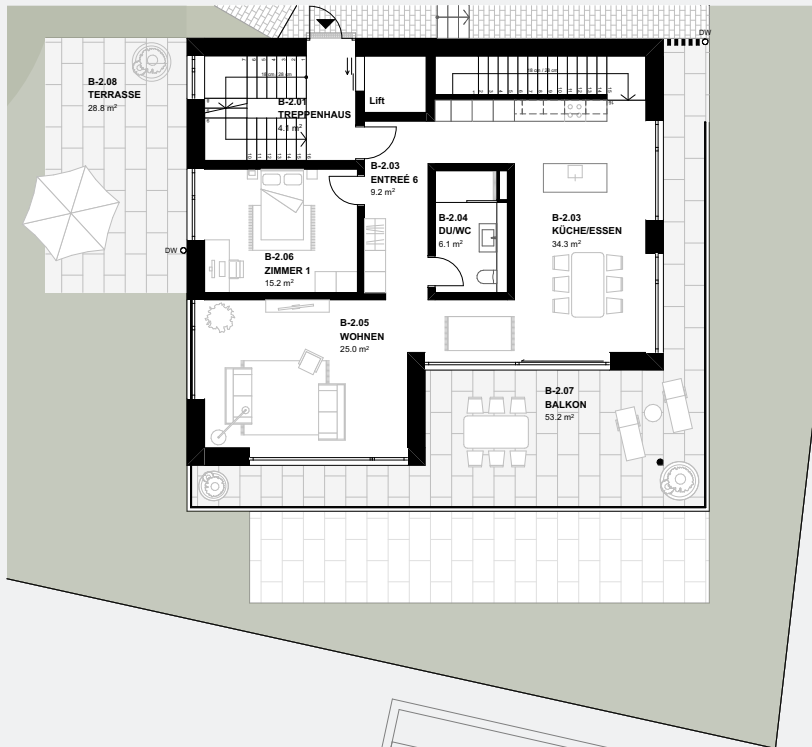 DW
B-2.08
TERRASSE
28.8 m²
B-2.01
TREPPENHAUS
4.1 m²
Lift
B-2.03
ENTREÉ 6
9.2 m²
B-2.04
DU/WC
6.1 m²
B-2.03
KÜCHE/ESSEN
34.3 m²
DW
B-2.06
ZIMMER 1
15.2 m²
B-2.05
WOHNEN
25.0 m²
B-2.07
BALKON
53.2 m²